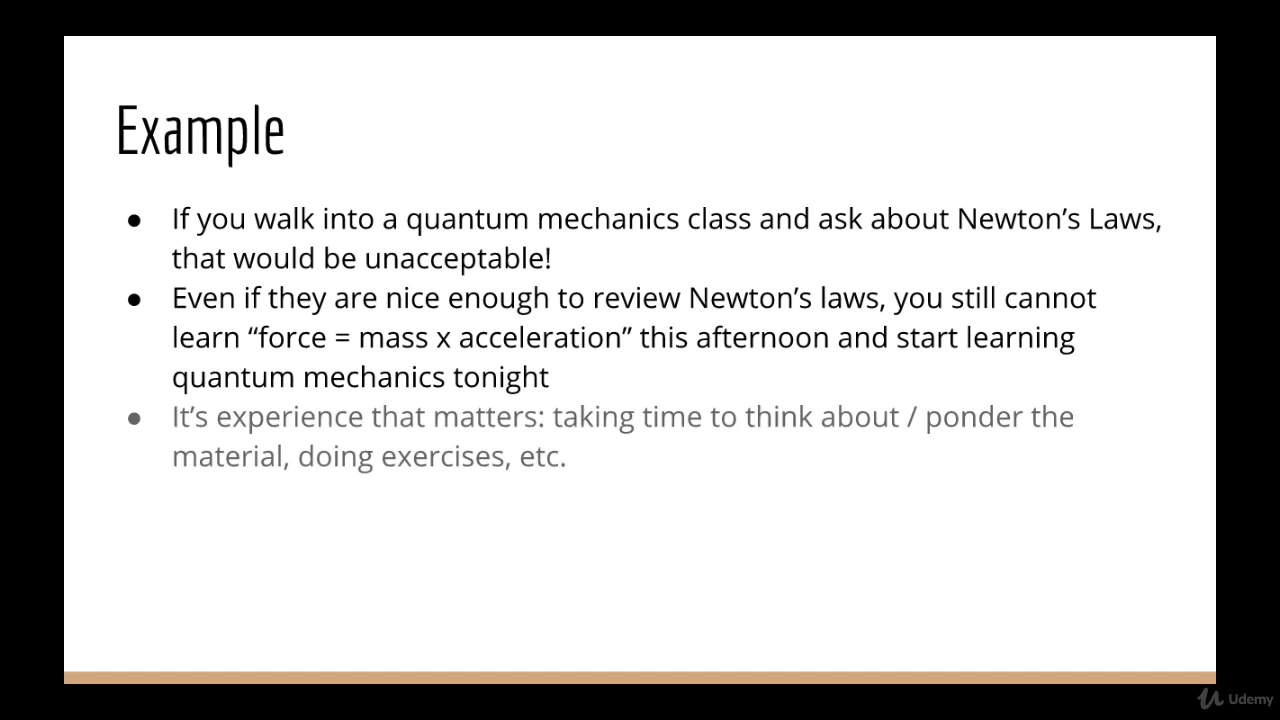 Example
● If you walk into a quantum mechanics class and ask about Newton’s Laws,
that would be unacceptable!
● Even if they are nice enough to review Newton’s laws, you still cannot
learn “force = mass x acceleration” this afternoon and start learning
quantum mechanics tonight
● It’s experience that matters: taking time to think about / ponder the
material, doing exercises, etc.
Udemy